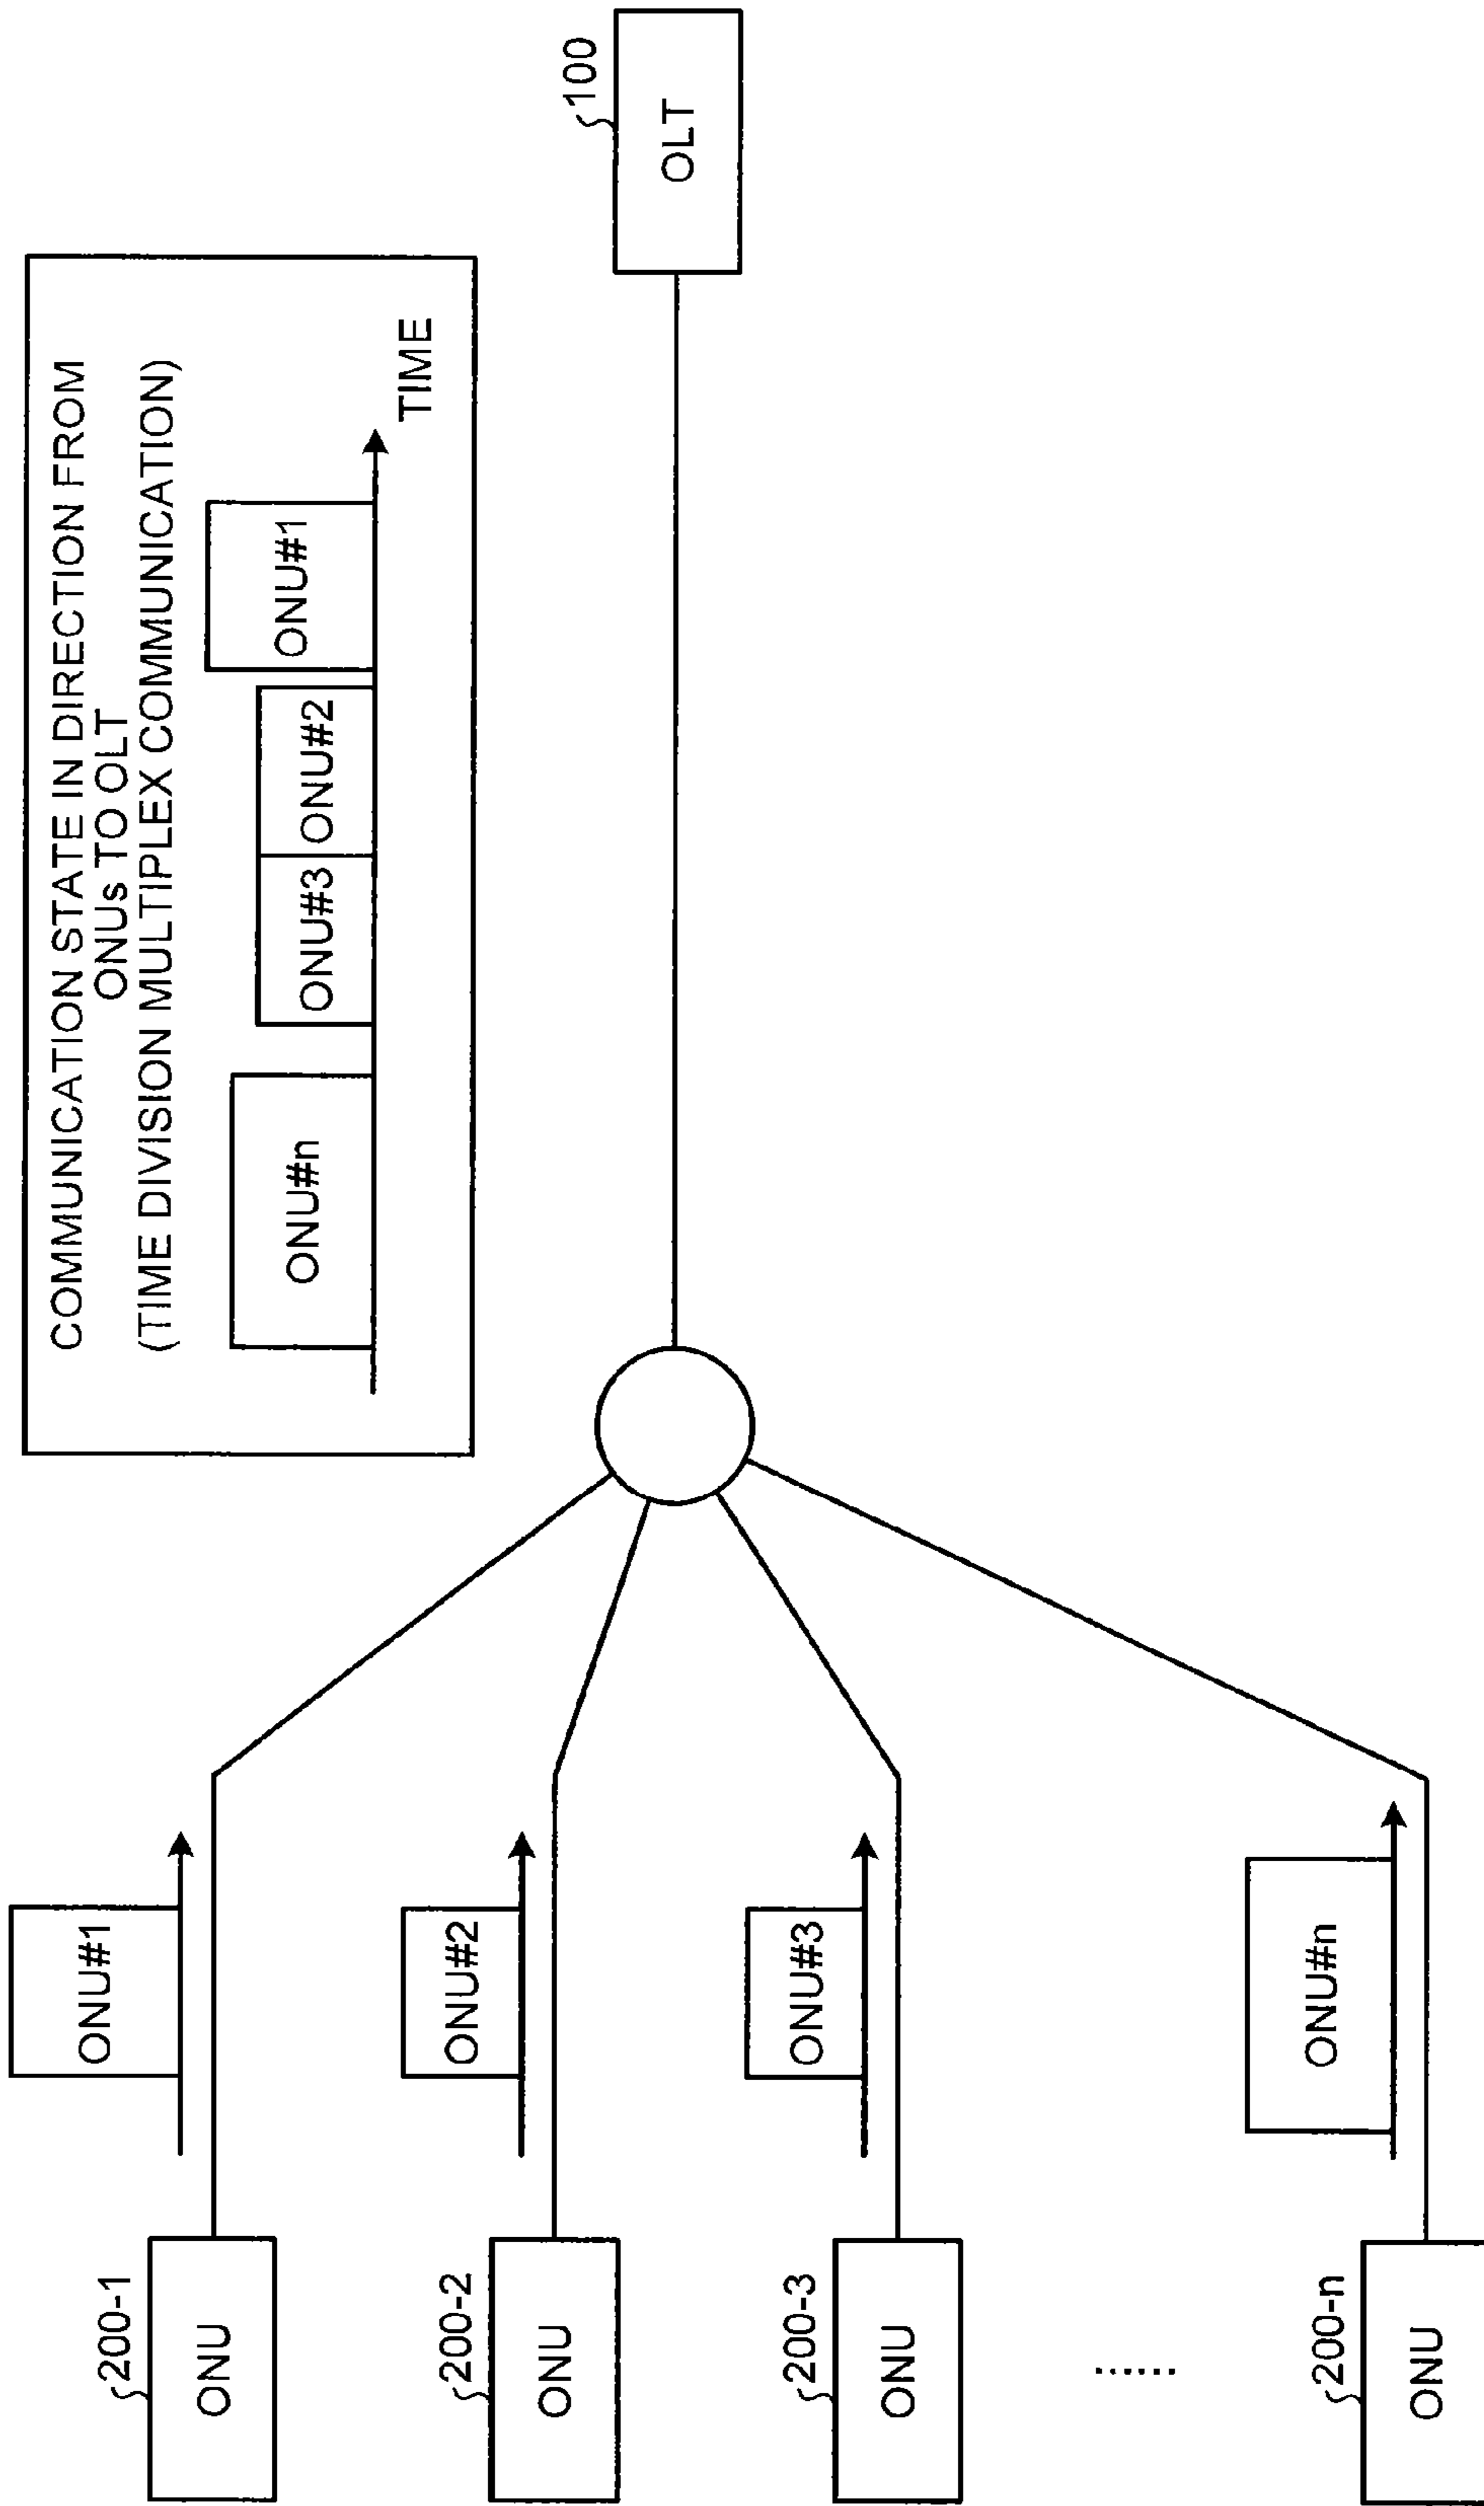 COMMUNICATION STATE IN DIRECTION FROM
ONUs TO OLT
(TIME DIVISION MULTIPLEX COMMUNICATION)
ONU#n
ONU#3
ONU#2
ONU#1
TIME
100
OLT
200-1
ONU
ONU#1
200-2
ONU
ONU#2
200-3
ONU
ONU#3
......
200-n
ONU
ONU#n